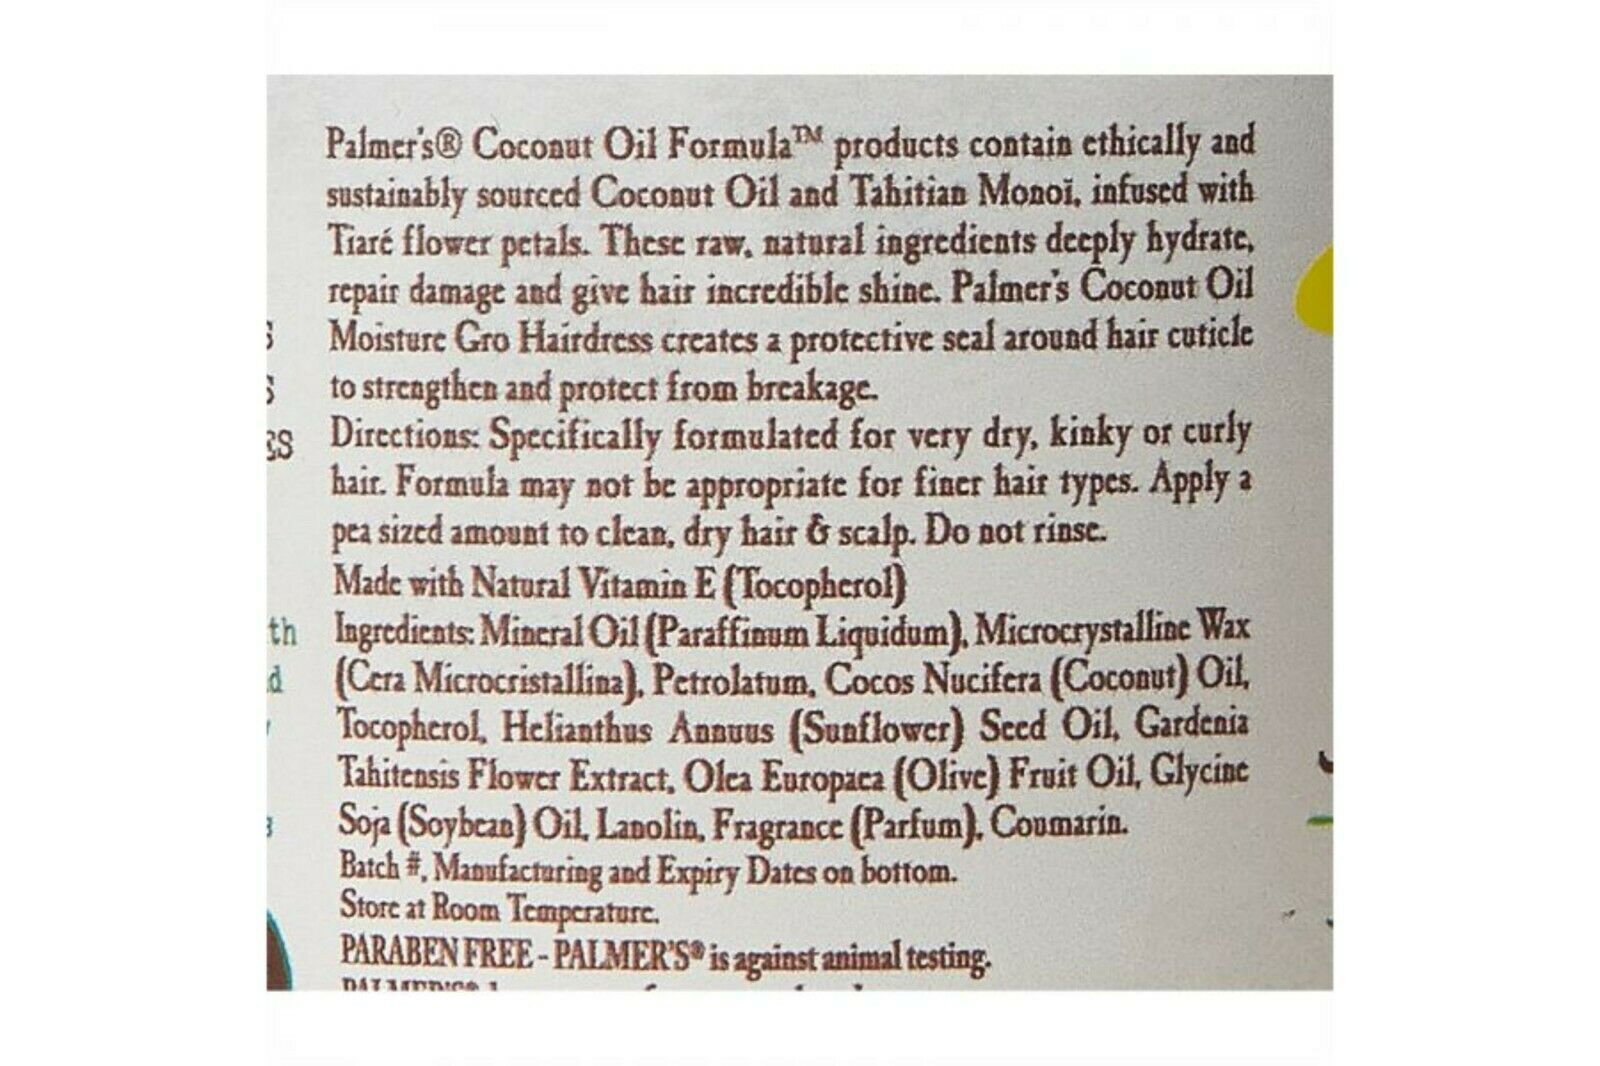 Palmer's® Coconut Oil Formula™ products contain ethically and
sustainably sourced Coconut Oil and Tahitian Monoï, infused with
Tiaré flower petals. These raw, natural ingredients deeply hydrate,
repair damage and give hair incredible shine. Palmer's Coconut Oil
Moisture Gro Hairdress creates a protective seal around hair cuticle
to strengthen and protect from breakage.
Directions: Specifically formulated for very dry, kinky or curly
hair. Formula may not be appropriate for finer hair types. Apply a
pea sized amount to clean, dry hair & scalp. Do not rinse.
Made with Natural Vitamin E (Tocopherol)
Ingredients: Mineral Oil (Paraffinum Liquidum), Microcrystalline Wax
(Cera Microcristallina), Petrolatum, Cocos Nucifera (Coconut) Oil,
Tocopherol, Helianthus Annuus (Sunflower) Seed Oil, Gardenia
Tahitensis Flower Extract, Olea Europaea (Olive) Fruit Oil, Glycine
Soja (Soybean) Oil, Lanolin, Fragrance (Parfum), Coumarin.
Batch #, Manufacturing and Expiry Dates on bottom.
Store at Room Temperature.
PARABEN FREE - PALMER'S® is against animal testing.